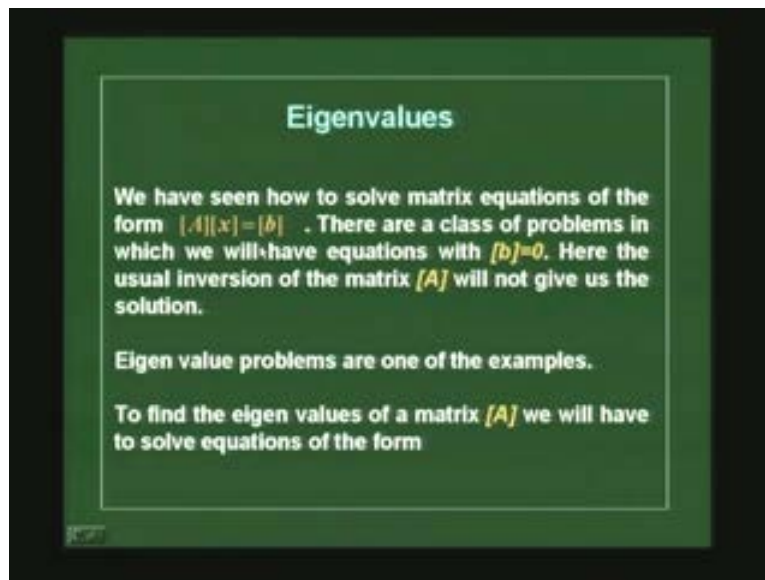 Eigenvalues
We have seen how to solve matrix equations of the
form [A][x]=[b] . There are a class of problems in
which we will have equations with [b]=0. Here the
usual inversion of the matrix [A] will not give us the
solution.
Eigen value problems are one of the examples.
To find the eigen values of a matrix [A] we will have
to solve equations of the form